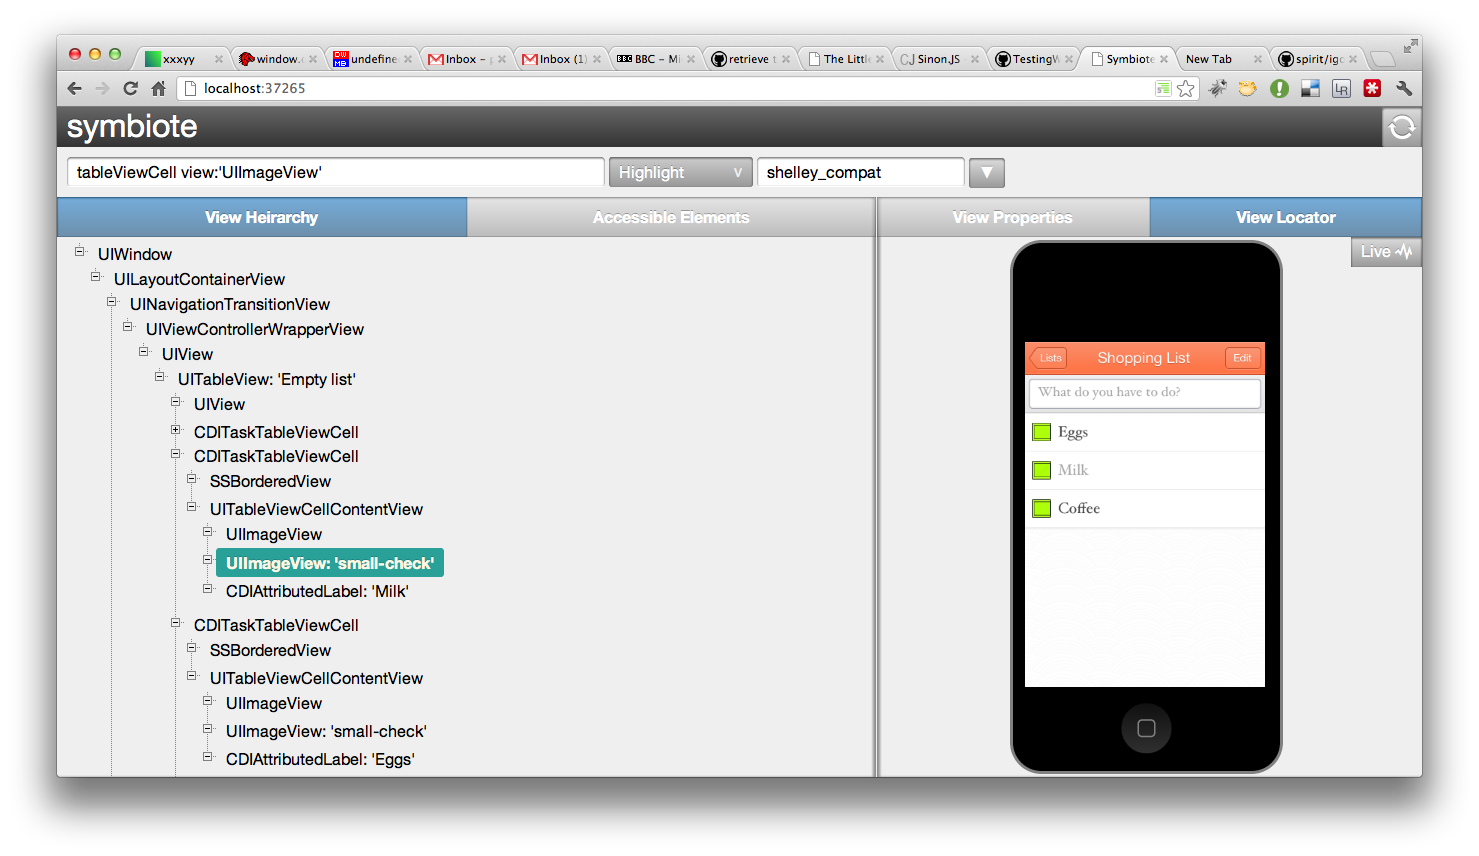 xxxyy
window.
undefine
Inbox – p
Inbox (1)
BBC – Mi
retrieve t
The Little
CJ Sinon.JS
TestingW
Symbiote
New Tab
spirit/igo
localhost:37265
LR
symbiote
tableViewCell view:'UIImageView'
Highlight v
shelley_compat
View Heirarchy
Accessible Elements
View Properties
View Locator
Live
UIWindow
UILayoutContainerView
UINavigationTransitionView
UIViewControllerWrapperView
UIView
UITableView: 'Empty list'
UIView
CDITaskTableViewCell
CDITaskTableViewCell
SSBorderedView
UITableViewCellContentView
UIImageView
UIImageView: 'small-check'
CDIAttributedLabel: 'Milk'
CDITaskTableViewCell
SSBorderedView
UITableViewCellContentView
UIImageView
UIImageView: 'small-check'
CDIAttributedLabel: 'Eggs'
Lists
Shopping List
Edit
What do you have to do?
Eggs
Milk
Coffee